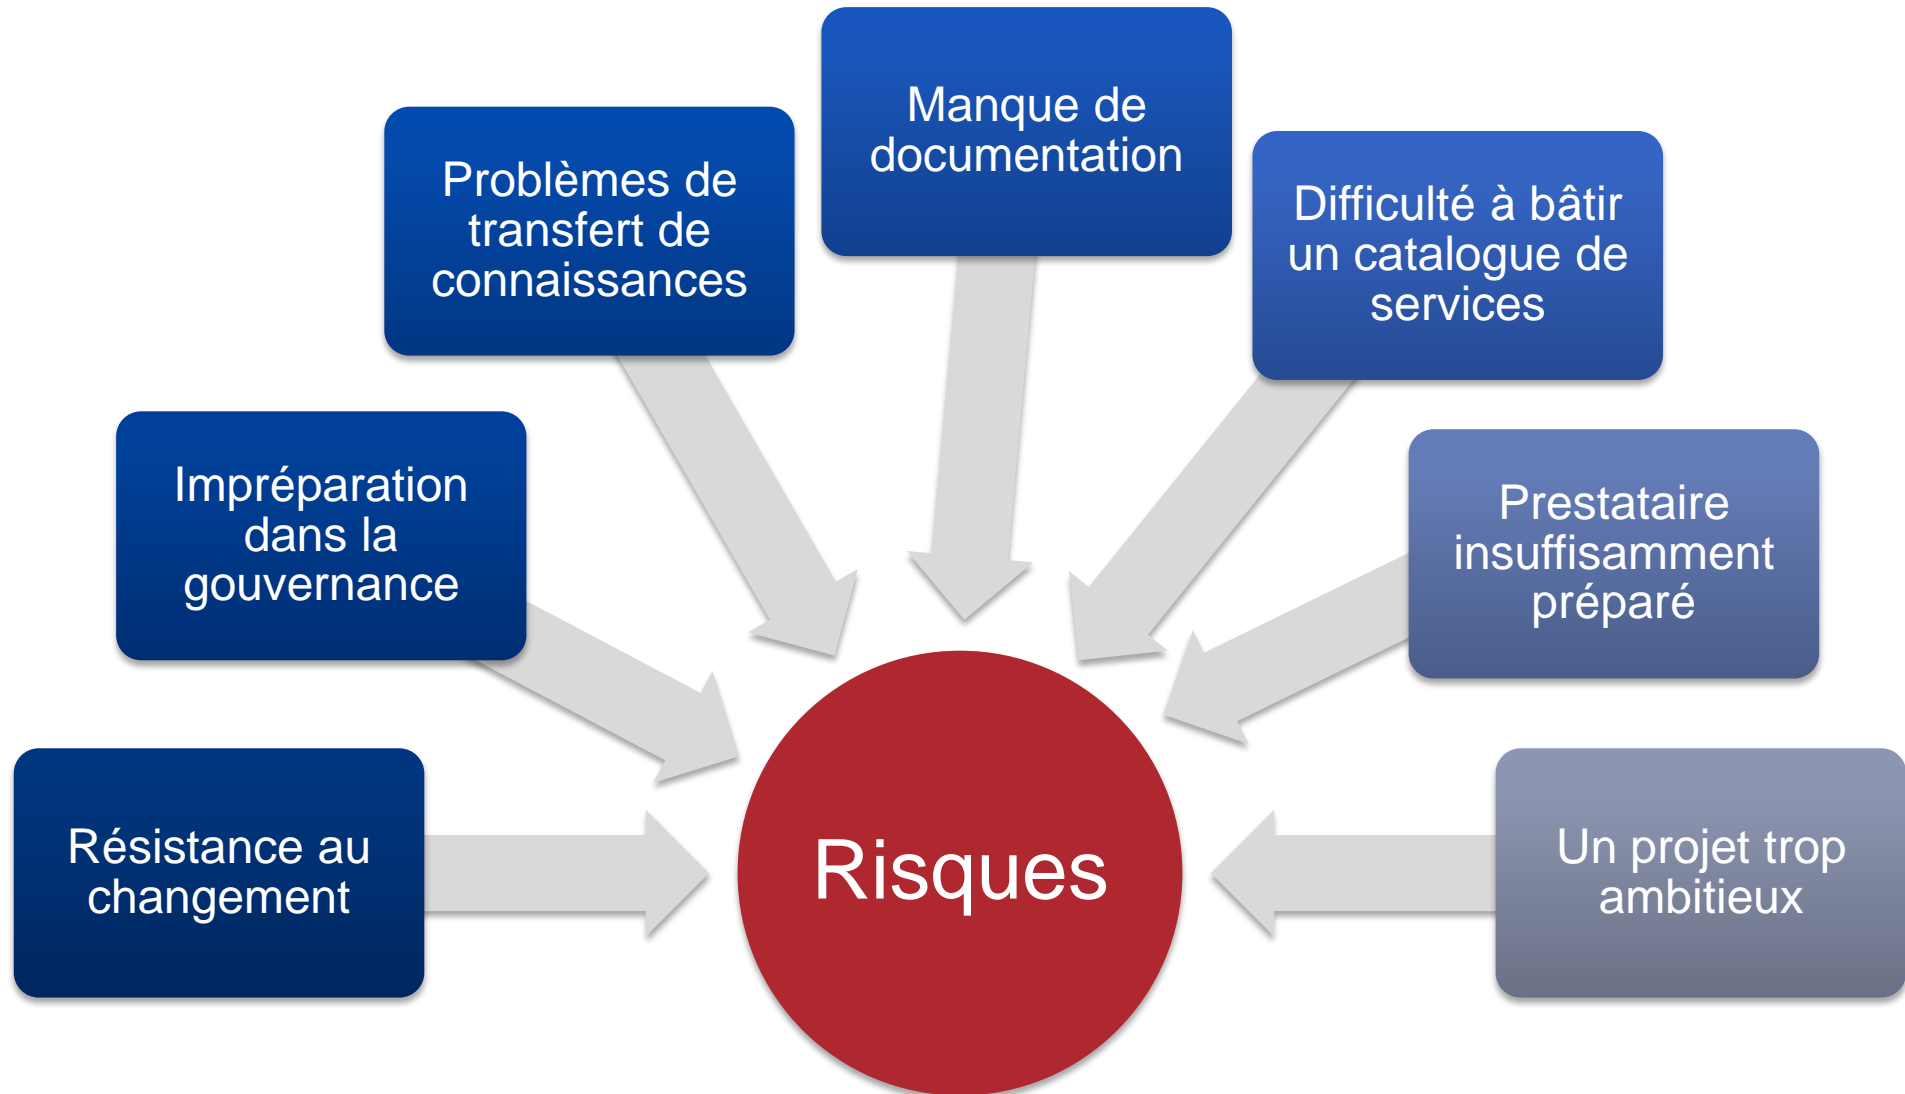 Manque de
documentation
Problèmes de
transfert de
connaissances
Difficulté à bâtir
un catalogue de
services
Impréparation
dans la
gouvernance
Prestataire
insuffisamment
préparé
Résistance au
changement
Risques
Un projet trop
ambitieux